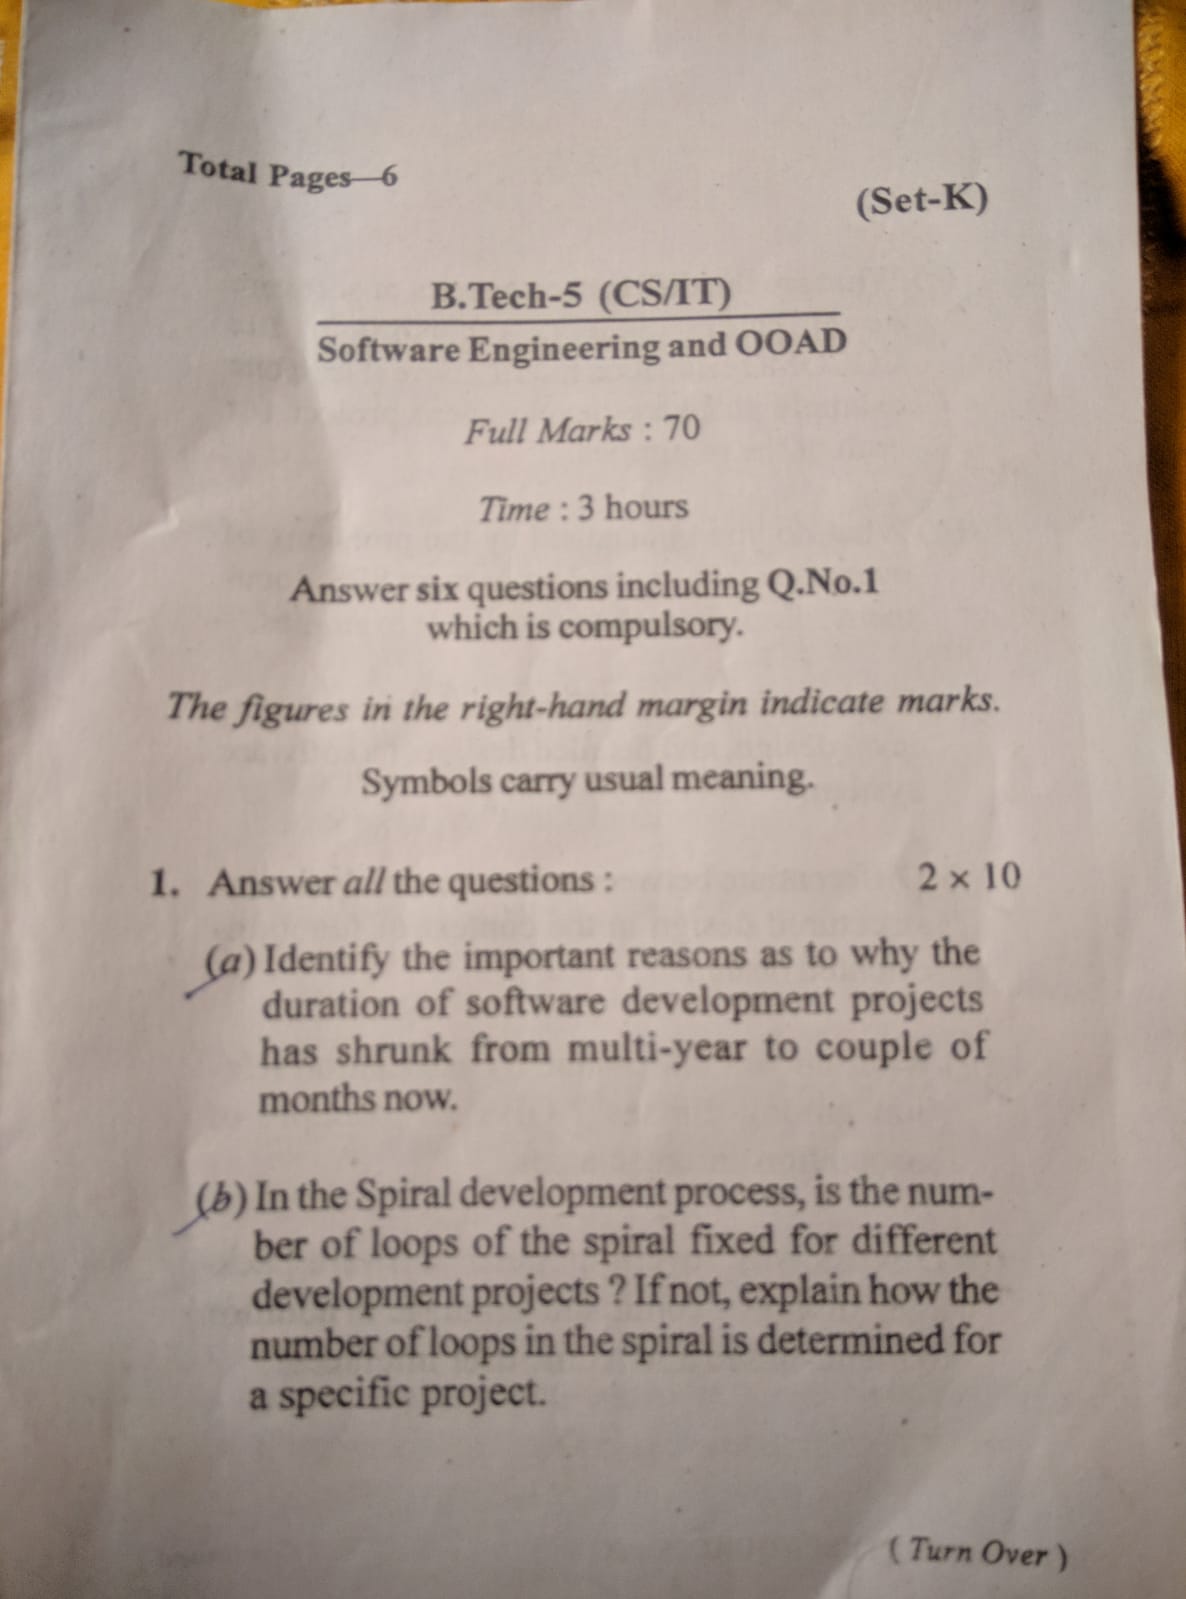 Total Pages—6
(Set-K)
B.Tech-5 (CS/IT)
Software Engineering and OOAD
Full Marks : 70
Time : 3 hours
Answer six questions including Q.No.1
which is compulsory.
The figures in the right-hand margin indicate marks.
Symbols carry usual meaning.
1. Answer all the questions : 2 × 10
(a) Identify the important reasons as to why the
duration of software development projects
has shrunk from multi-year to couple of
months now.
(b) In the Spiral development process, is the num-
ber of loops of the spiral fixed for different
development projects ? If not, explain how the
number of loops in the spiral is determined for
a specific project.
( Turn Over )